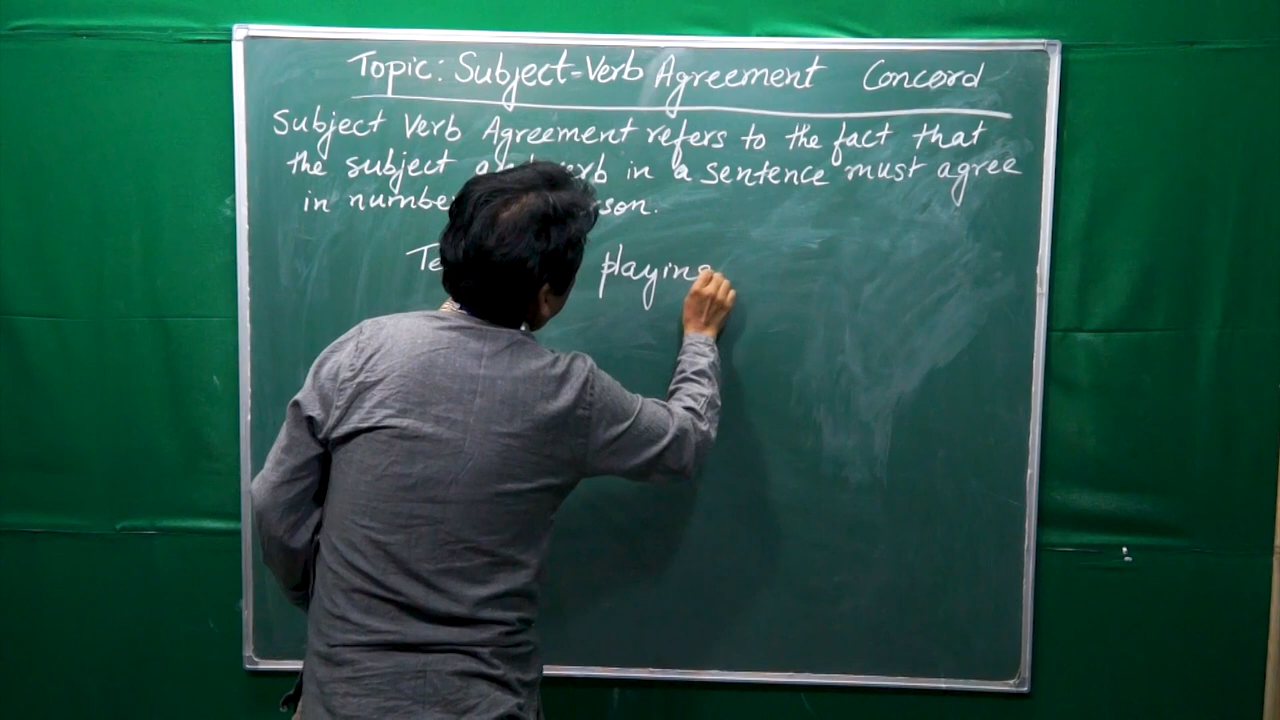 Topic: Subject-Verb Agreement Concord
Subject Verb Agreement refers to the fact that
the subject verb in a sentence must agree
in number
playing